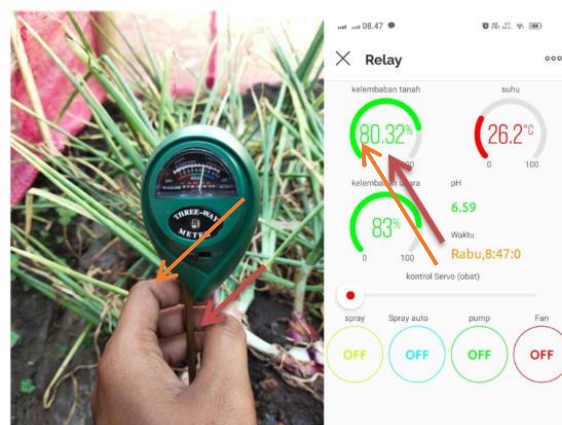 THREE-WAY
METER
08.47
Relay
kelembaban tanah
suhu
80.32%
26.2°C
0
100
0
100
kelembaban udara
pH
83%
6.59
Waktu
Rabu,8:47:0
0
100
kontrol Servo (obat)
spray
Spray auto
pump
Fan
OFF
OFF
OFF
OFF